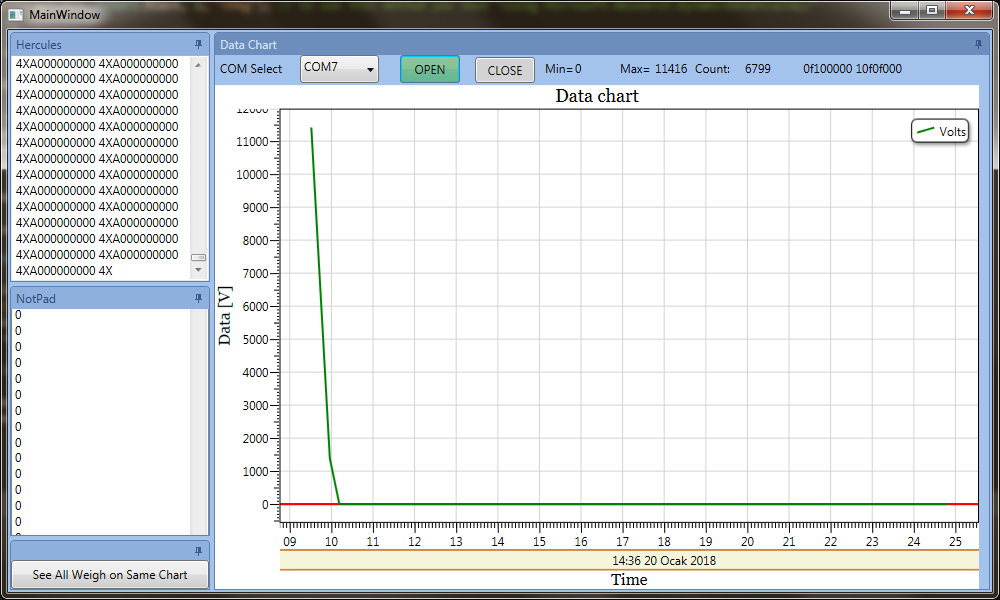 MainWindow
Hercules
4XA000000000 4XA000000000
4XA000000000 4XA000000000
4XA000000000 4XA000000000
4XA000000000 4XA000000000
4XA000000000 4XA000000000
4XA000000000 4XA000000000
4XA000000000 4XA000000000
4XA000000000 4XA000000000
4XA000000000 4XA000000000
4XA000000000 4XA000000000
4XA000000000 4XA000000000
4XA000000000 4XA000000000
4XA000000000 4XA000000000
4XA000000000 4X
NotPad
0
0
0
0
0
0
0
0
0
0
0
0
0
0
See All Weigh on Same Chart
Data Chart
COM Select COM7 OPEN CLOSE Min= 0 Max= 11416 Count: 6799 0f100000 10f0f000
Data chart
Volts
Data [V]
12000
11000
10000
9000
8000
7000
6000
5000
4000
3000
2000
1000
0
09 10 11 12 13 14 15 16 17 18 19 20 21 22 23 24 25
14:36 20 Ocak 2018
Time